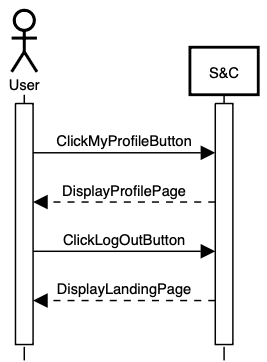 User
S&C
ClickMyProfileButton
DisplayProfilePage
ClickLogOutButton
DisplayLandingPage